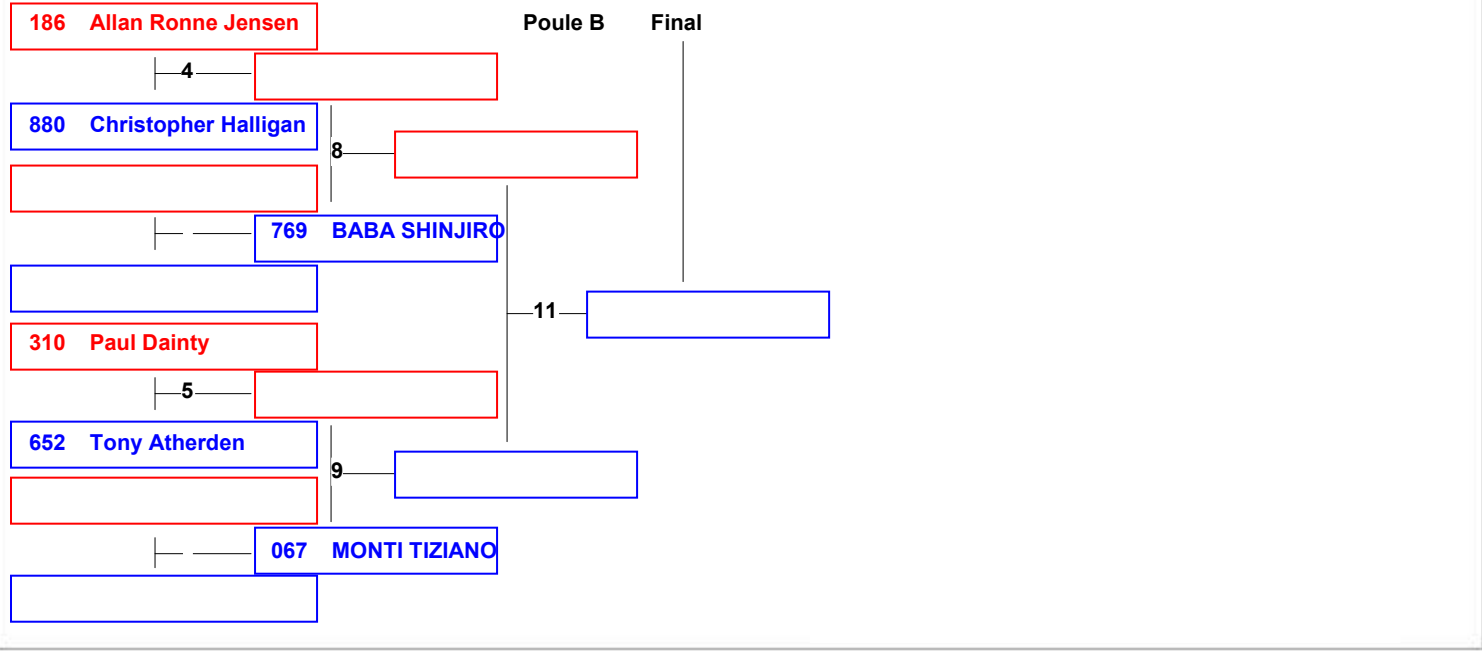 186 Allan Ronne Jensen
Poule B Final
4
880 Christopher Halligan
8
769 BABA SHINJIRO
11
310 Paul Dainty
5
652 Tony Atherden
9
067 MONTI TIZIANO